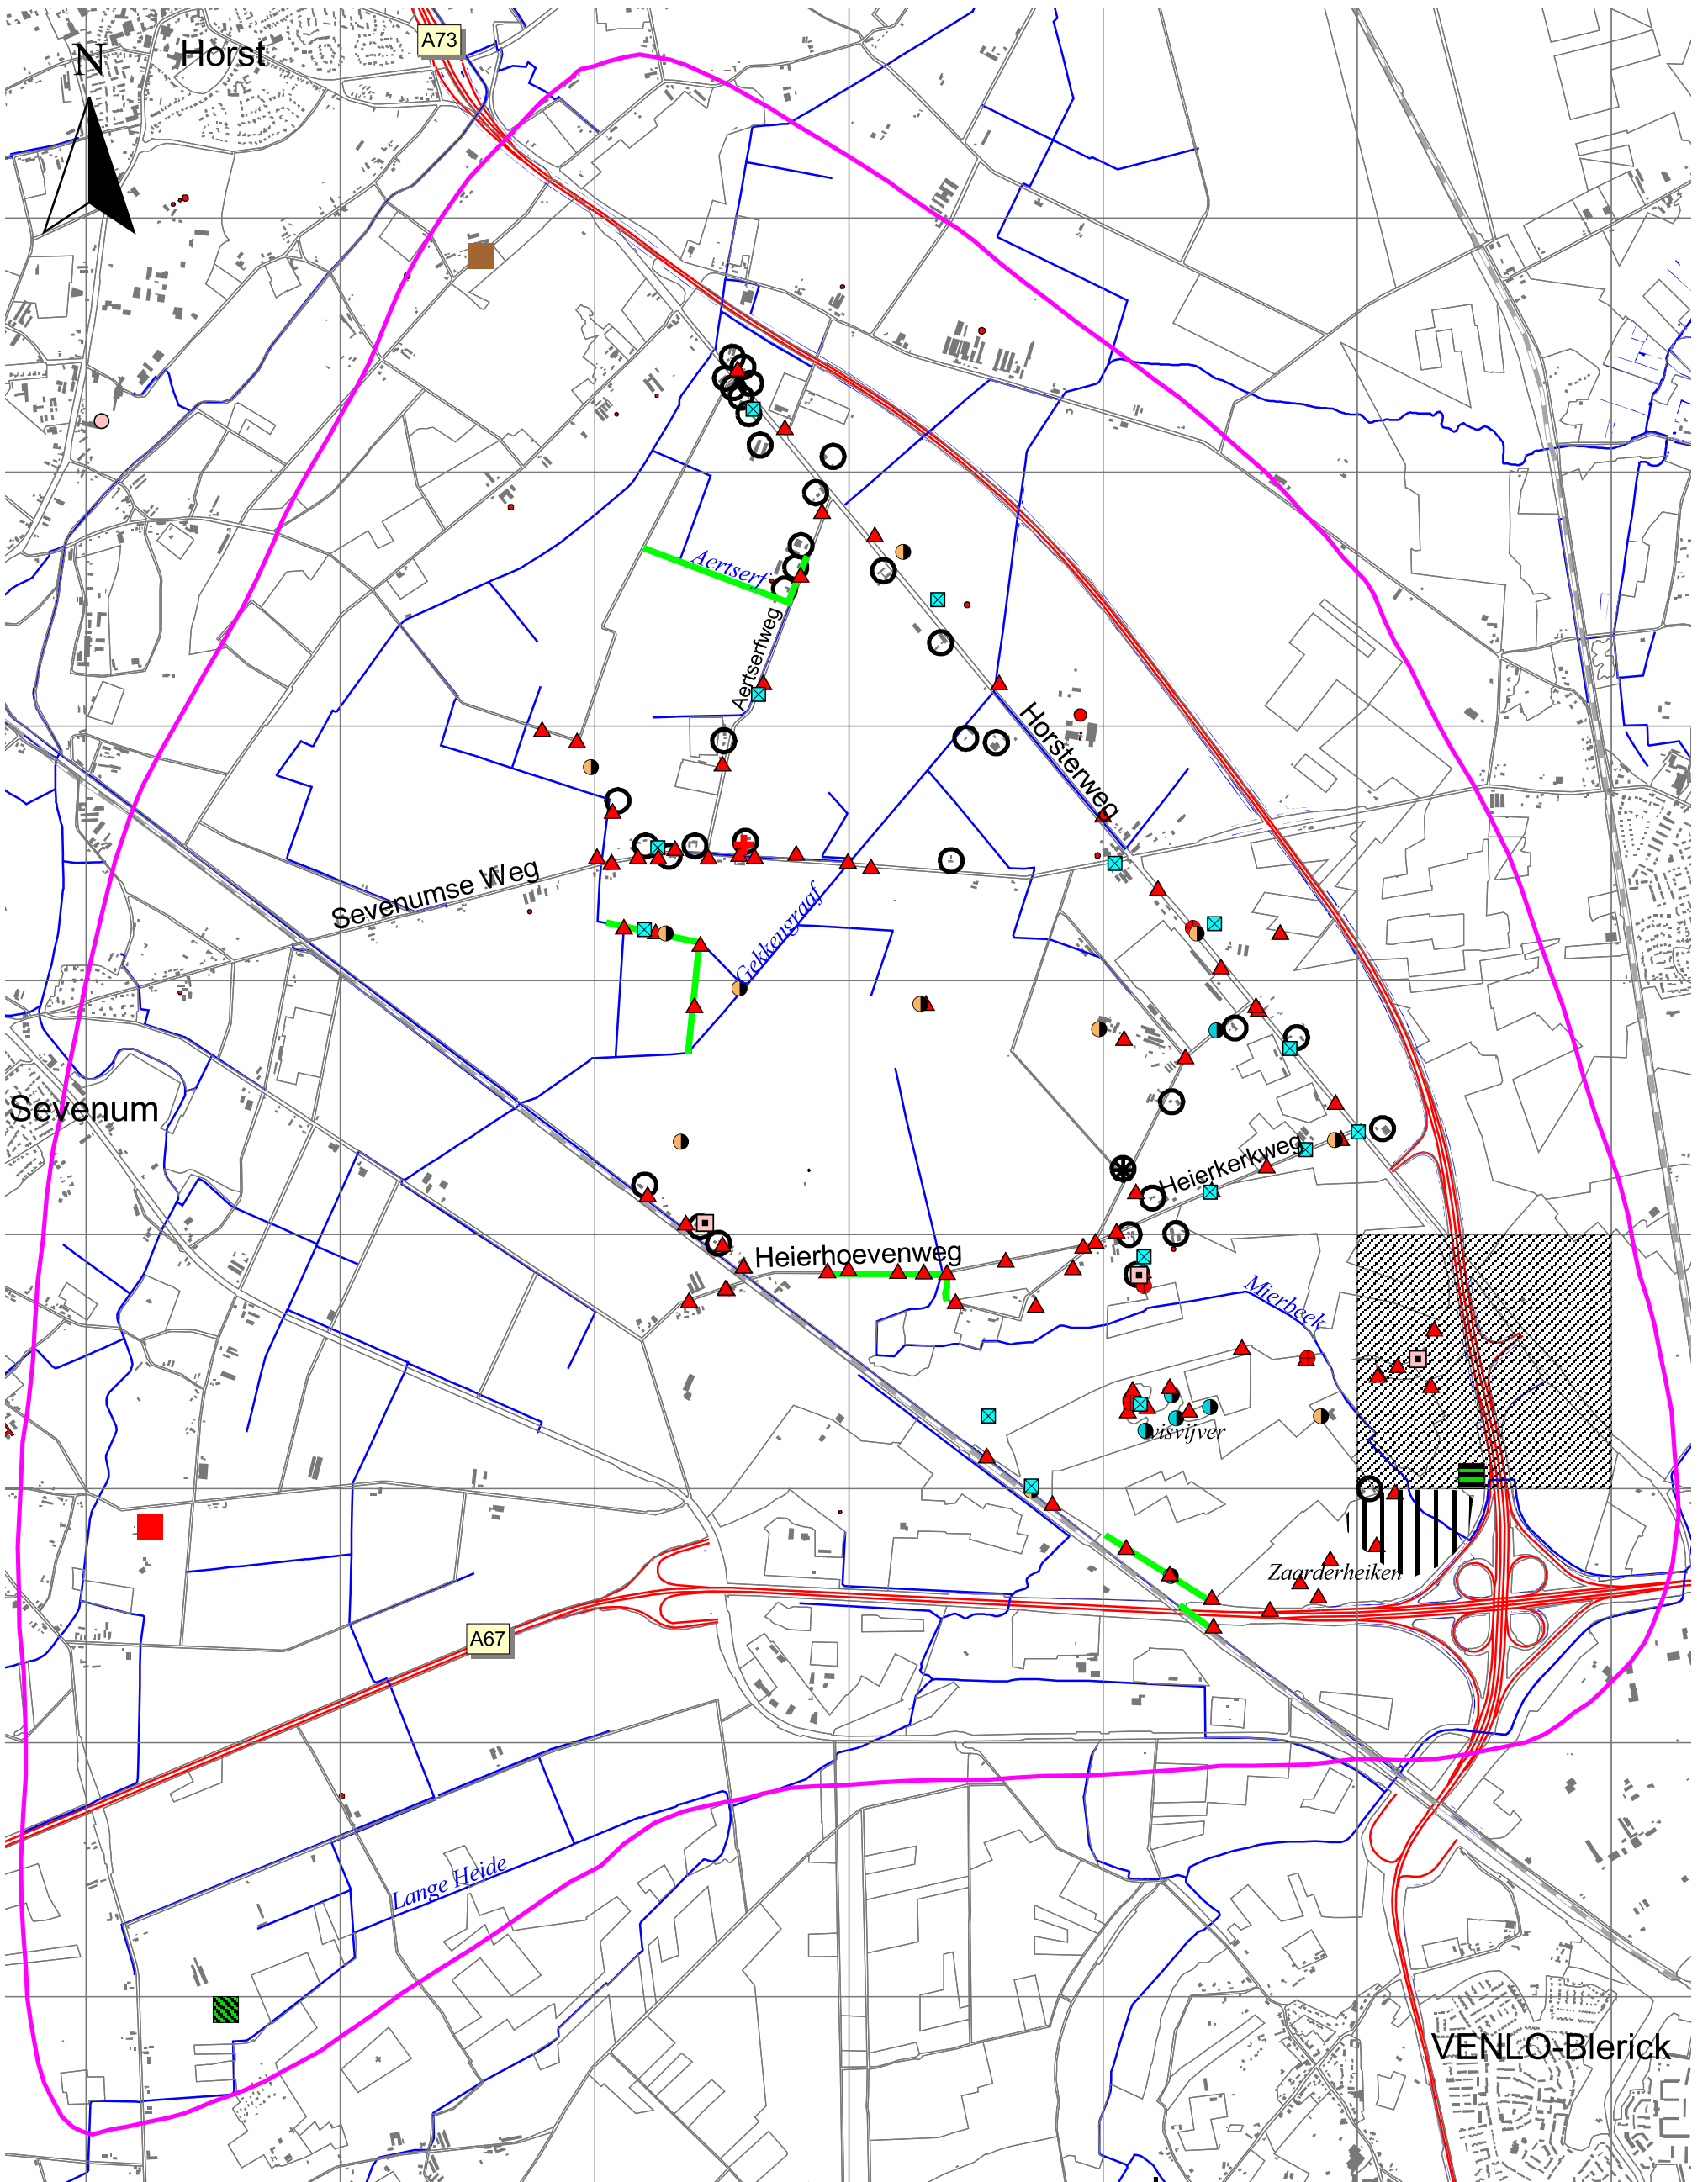 A73
Horst
N
Aertserf
Aertserfweg
Horsterweg
Sevenumse Weg
Gekkengraaf
Sevenum
Heierkerkweg
Heierhoevenweg
Mierbeek
visvijver
Zaarderheiken
A67
Lange Heide
VENLO-Blerick